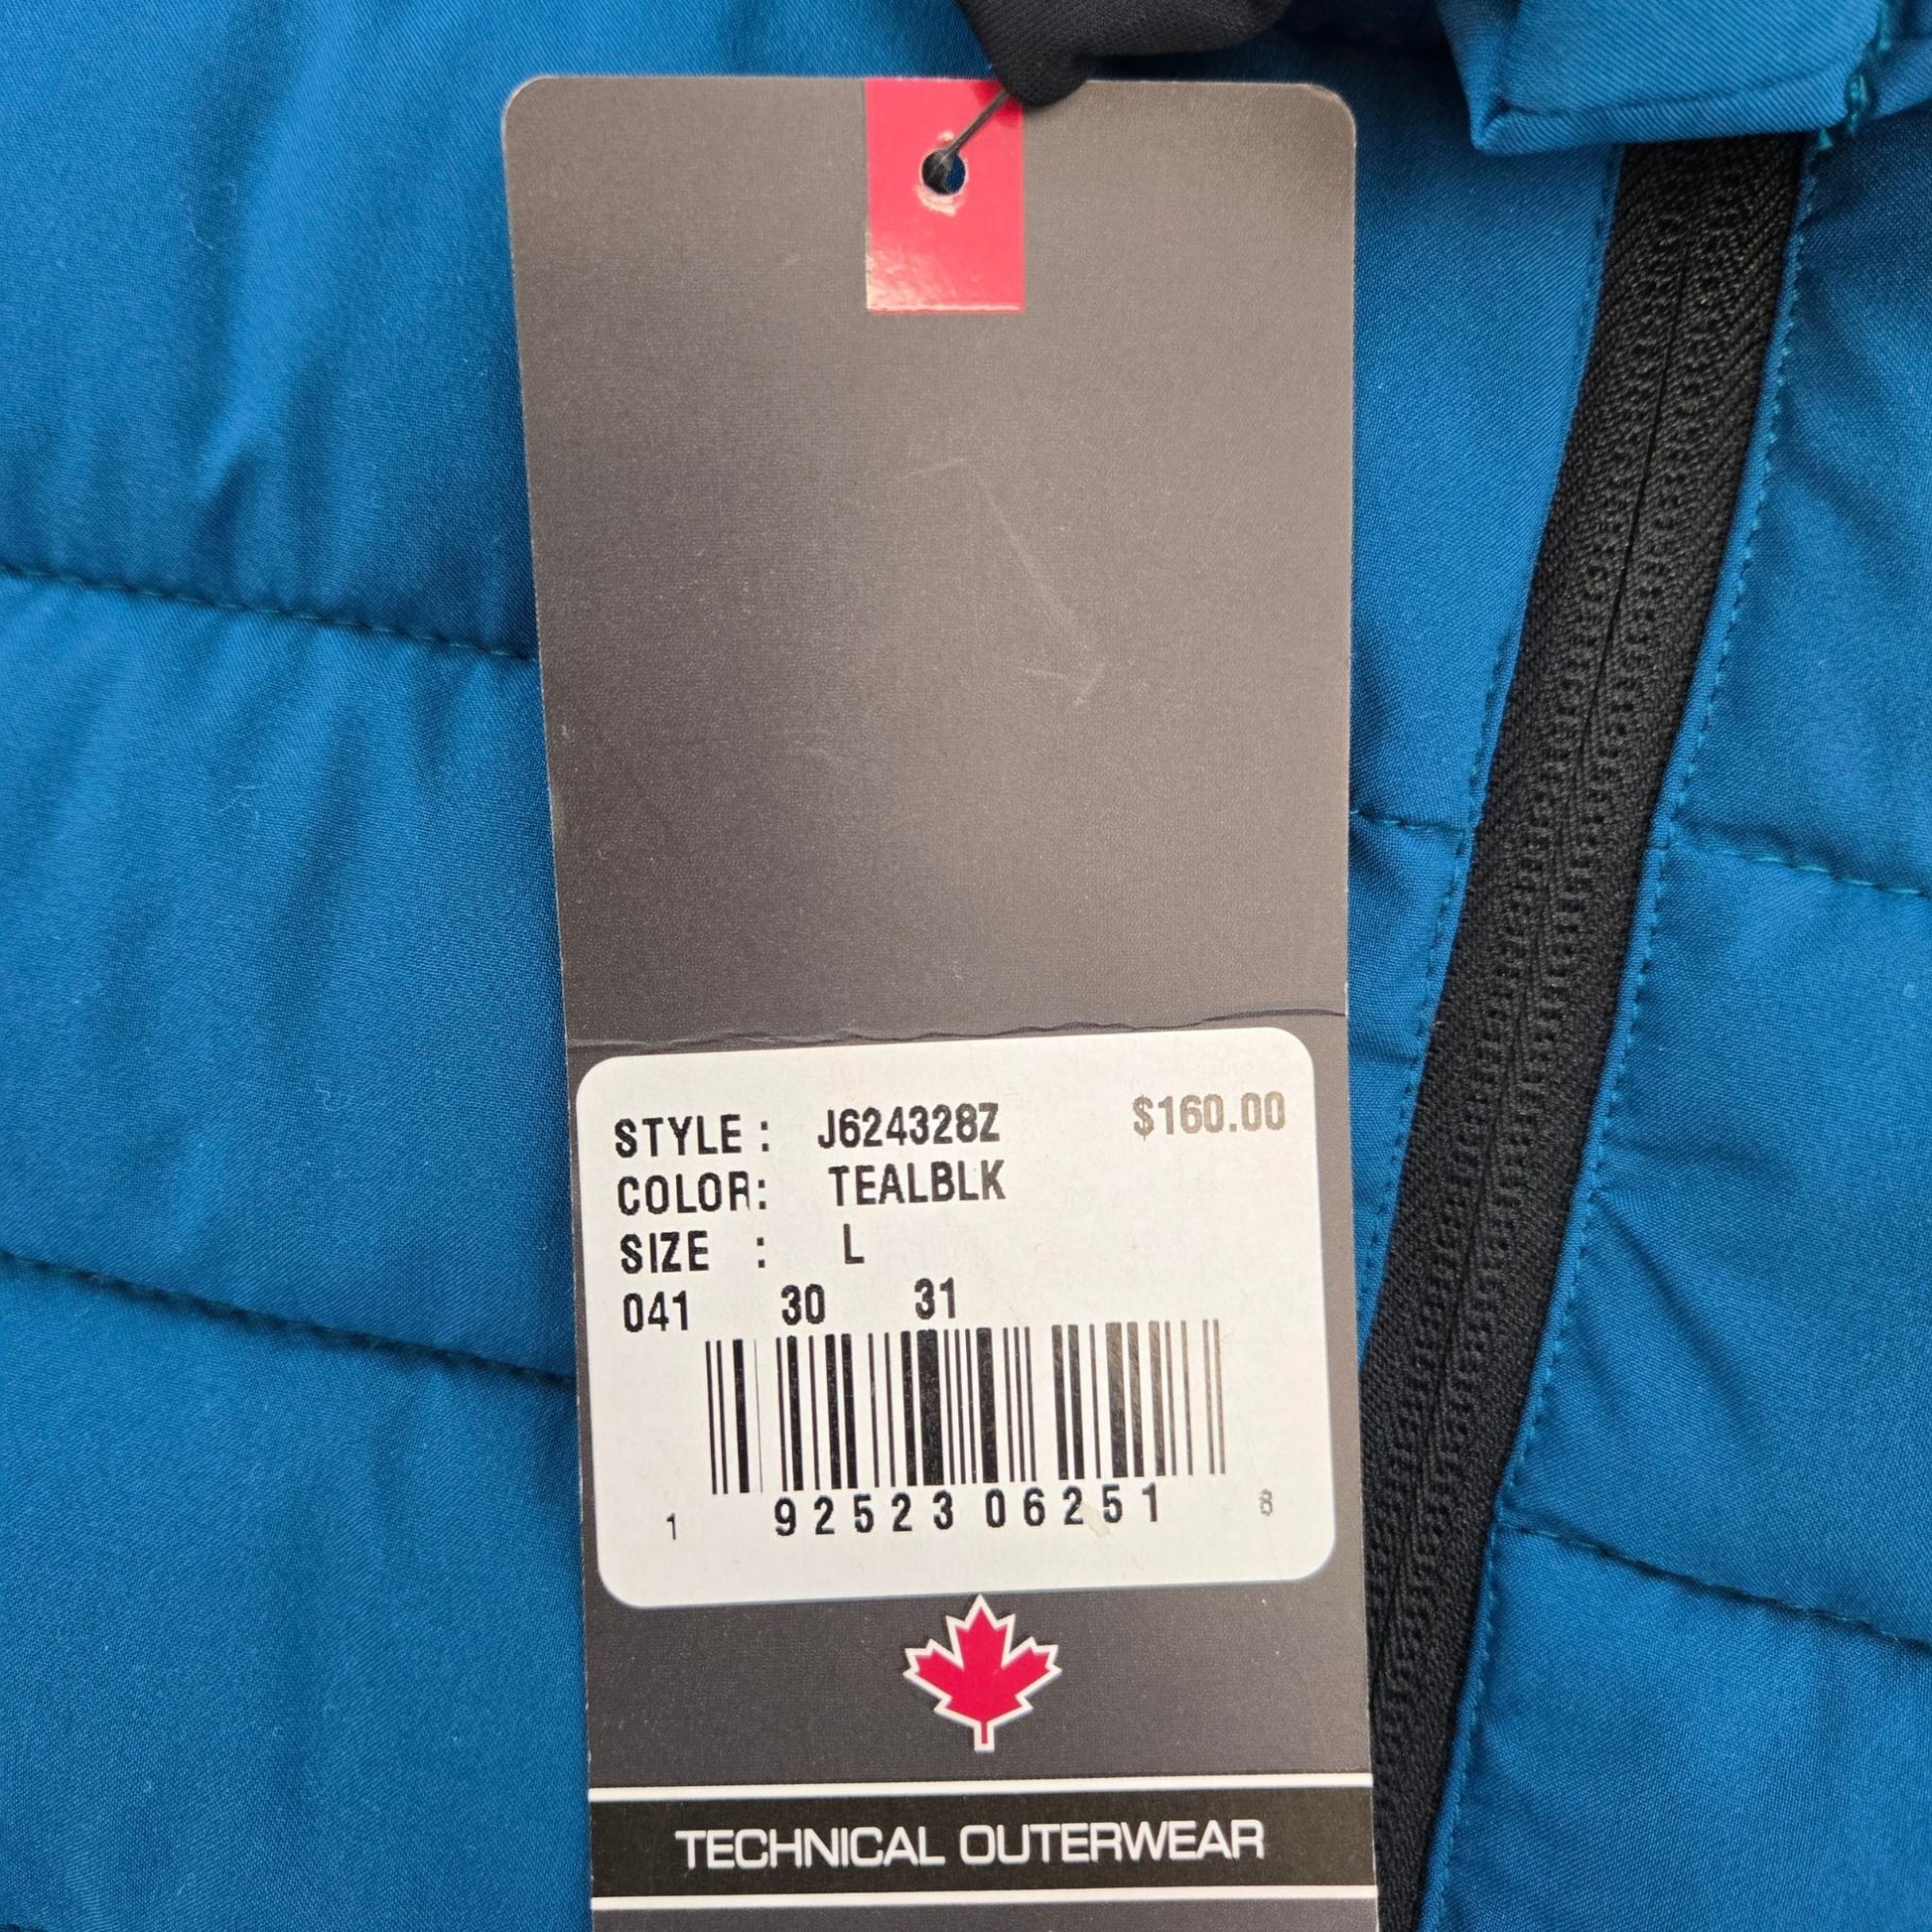 STYLE : J624328Z $160.00
COLOR: TEALBLK
SIZE : L
041 30 31
1 92523 06251 8
TECHNICAL OUTERWEAR